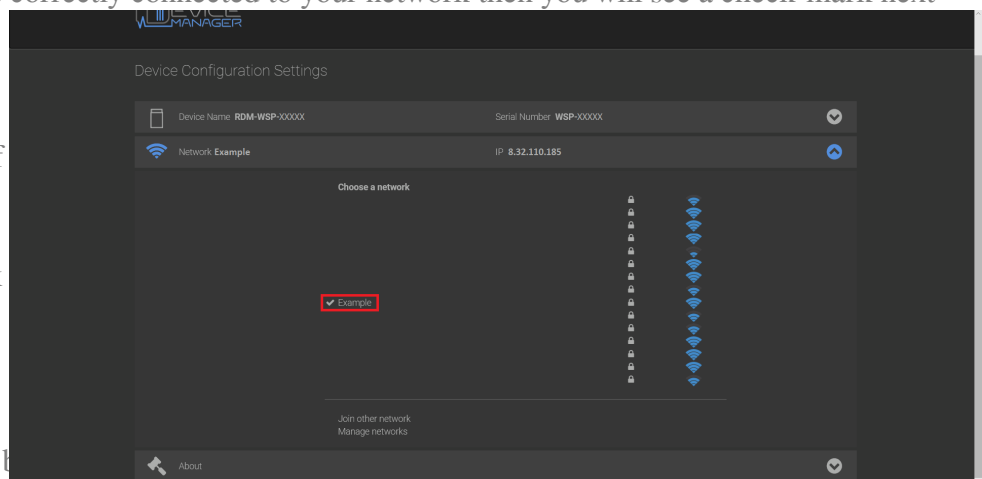 correctly connected to your network then you will see a check mark next
DEVICE
MANAGER
Device Configuration Settings
Device Name RDM-WSP-XXXXX Serial Number WSP-XXXXX
Network Example IP 8.32.110.185
Choose a network
Example
Join other network
Manage networks
About